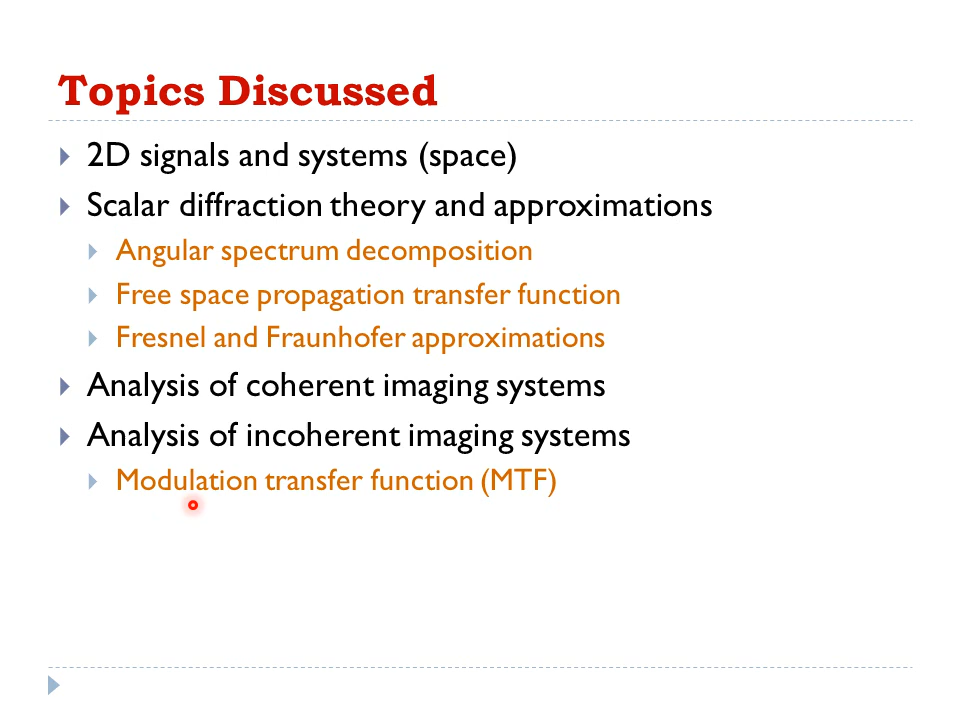 Topics Discussed
2D signals and systems (space)
Scalar diffraction theory and approximations
Angular spectrum decomposition
Free space propagation transfer function
Fresnel and Fraunhofer approximations
Analysis of coherent imaging systems
Analysis of incoherent imaging systems
Modulation transfer function (MTF)